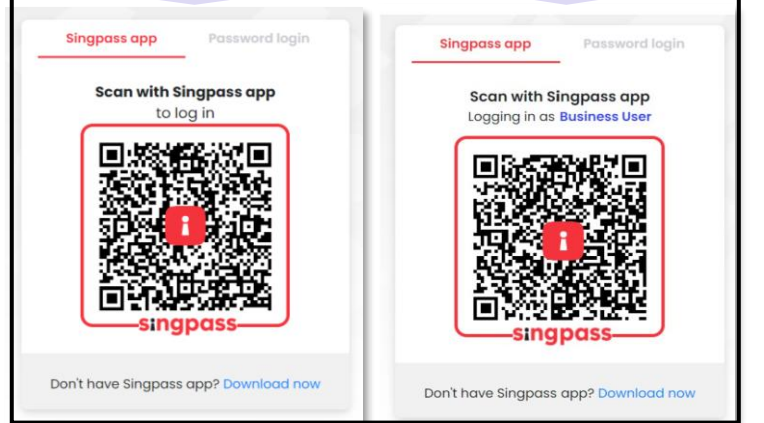 Singpass app Password login
Scan with Singpass app
to log in
singpass
Don't have Singpass app? Download now
Singpass app Password login
Scan with Singpass app
Logging in as Business User
singpass
Don't have Singpass app? Download now